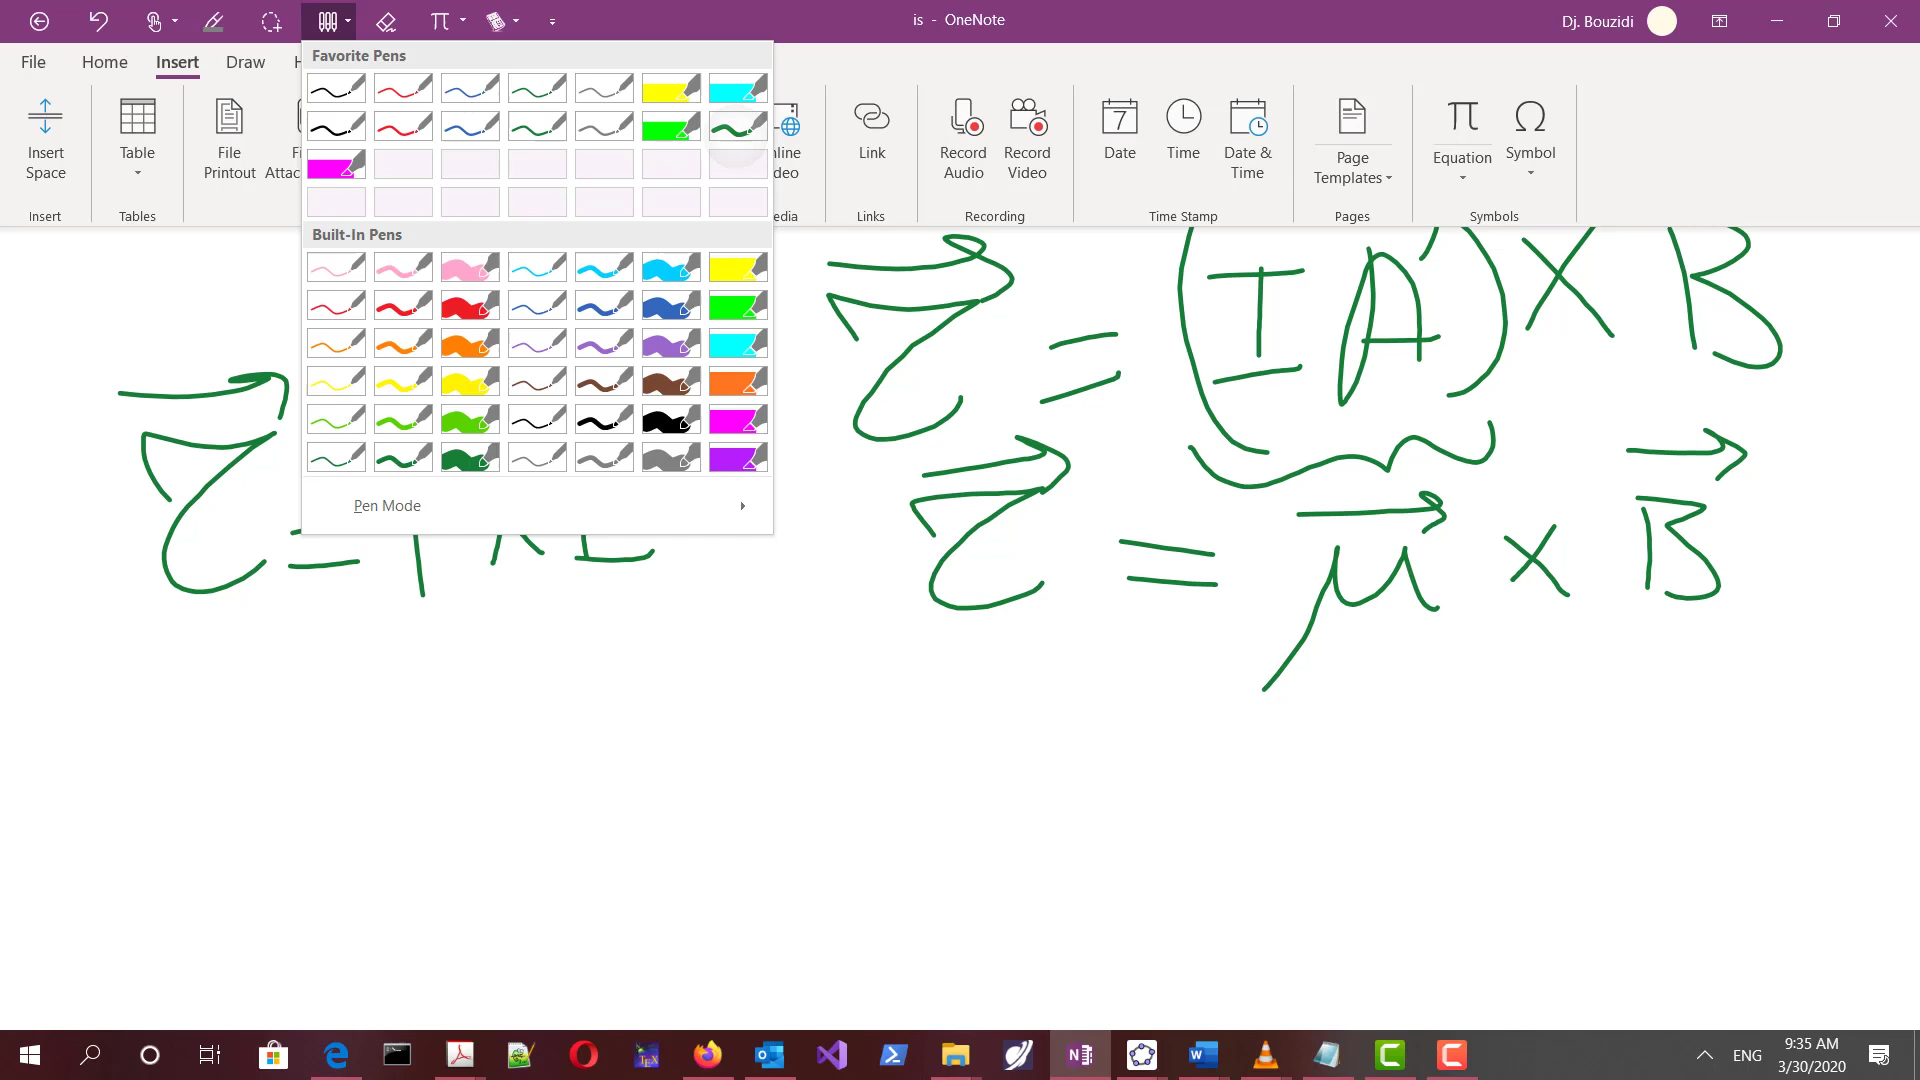 is - OneNote
Dj. Bouzidi
File Home Insert Draw
Favorite Pens
Built-In Pens
Pen Mode
Insert Space
Table
File Printout
Link
Record Audio
Record Video
Date
Time
Date & Time
Page Templates
Equation
Symbol
Insert
Tables
Links
Recording
Time Stamp
Pages
Symbols
τ = (I A) × B
τ = μ × B
ENG
9:35 AM
3/30/2020